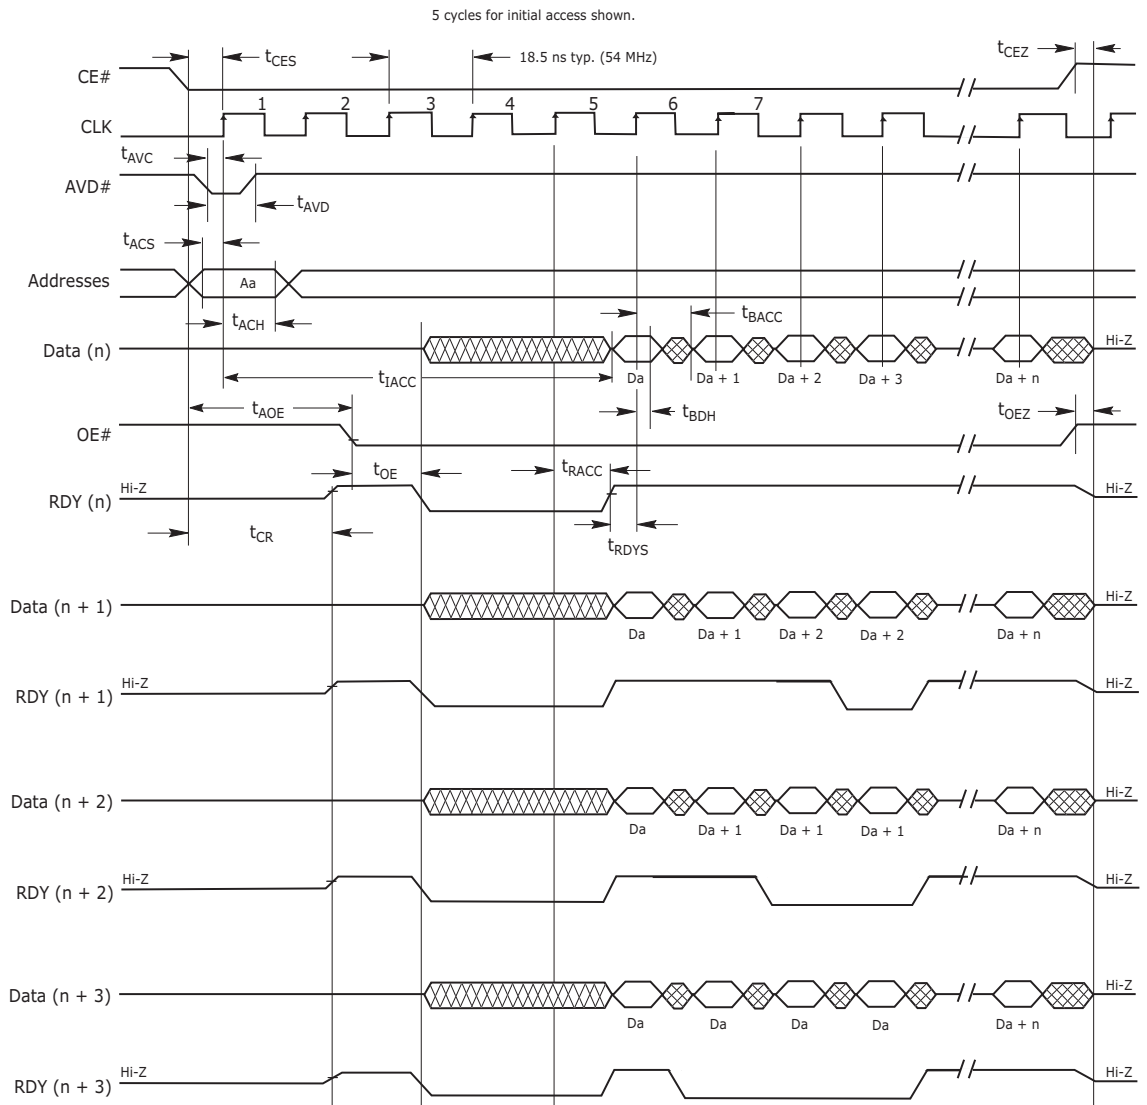 5 cycles for initial access shown.
tCES
18.5 ns typ. (54 MHz)
tCEZ
CE#
1 2 3 4 5 6 7
CLK
tAVC
AVD#
tAVD
tACS
Addresses
Aa
tACH
tBACC
Data (n)
Hi-Z
tIACC
Da Da + 1 Da + 2 Da + 3 Da + n
tAOE
tBDH
tOEZ
OE#
tOE
tRACC
RDY (n)
Hi-Z
Hi-Z
tCR
tRDYS
Data (n + 1)
Hi-Z
Da Da + 1 Da + 2 Da + 2 Da + n
RDY (n + 1)
Hi-Z
Hi-Z
Data (n + 2)
Hi-Z
Da Da + 1 Da + 1 Da + 1 Da + n
RDY (n + 2)
Hi-Z
Hi-Z
Data (n + 3)
Hi-Z
Da Da Da Da Da + n
RDY (n + 3)
Hi-Z
Hi-Z